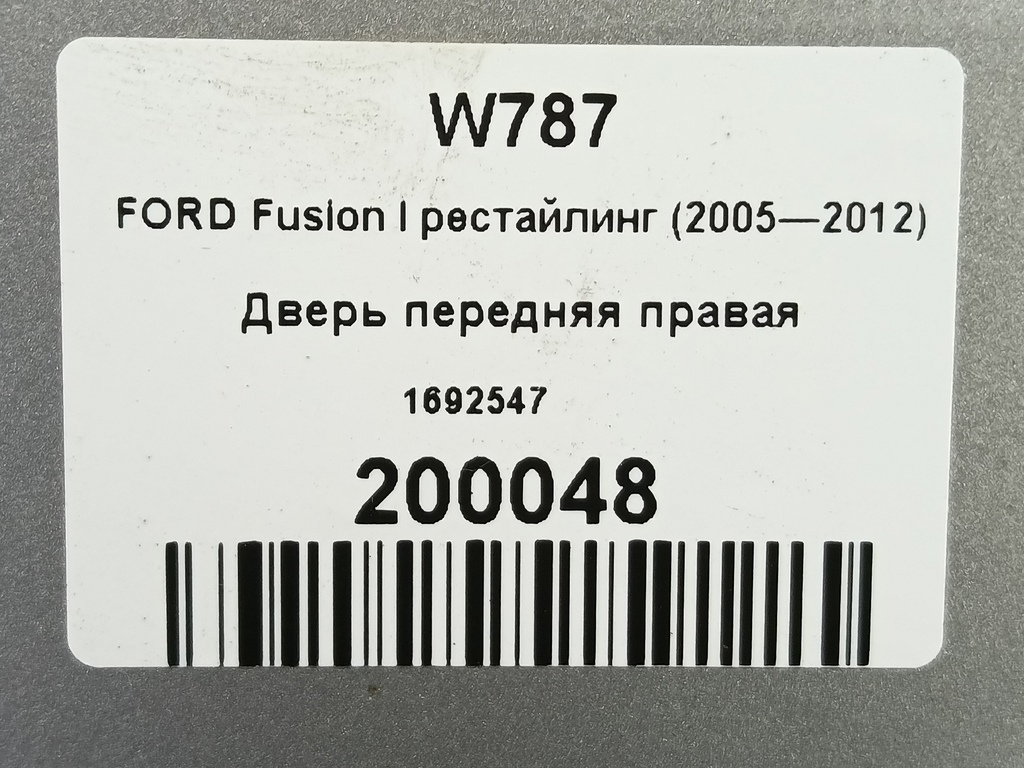 W787
FORD Fusion I рестайлинг (2005—2012)
Дверь передняя правая
1692547
200048